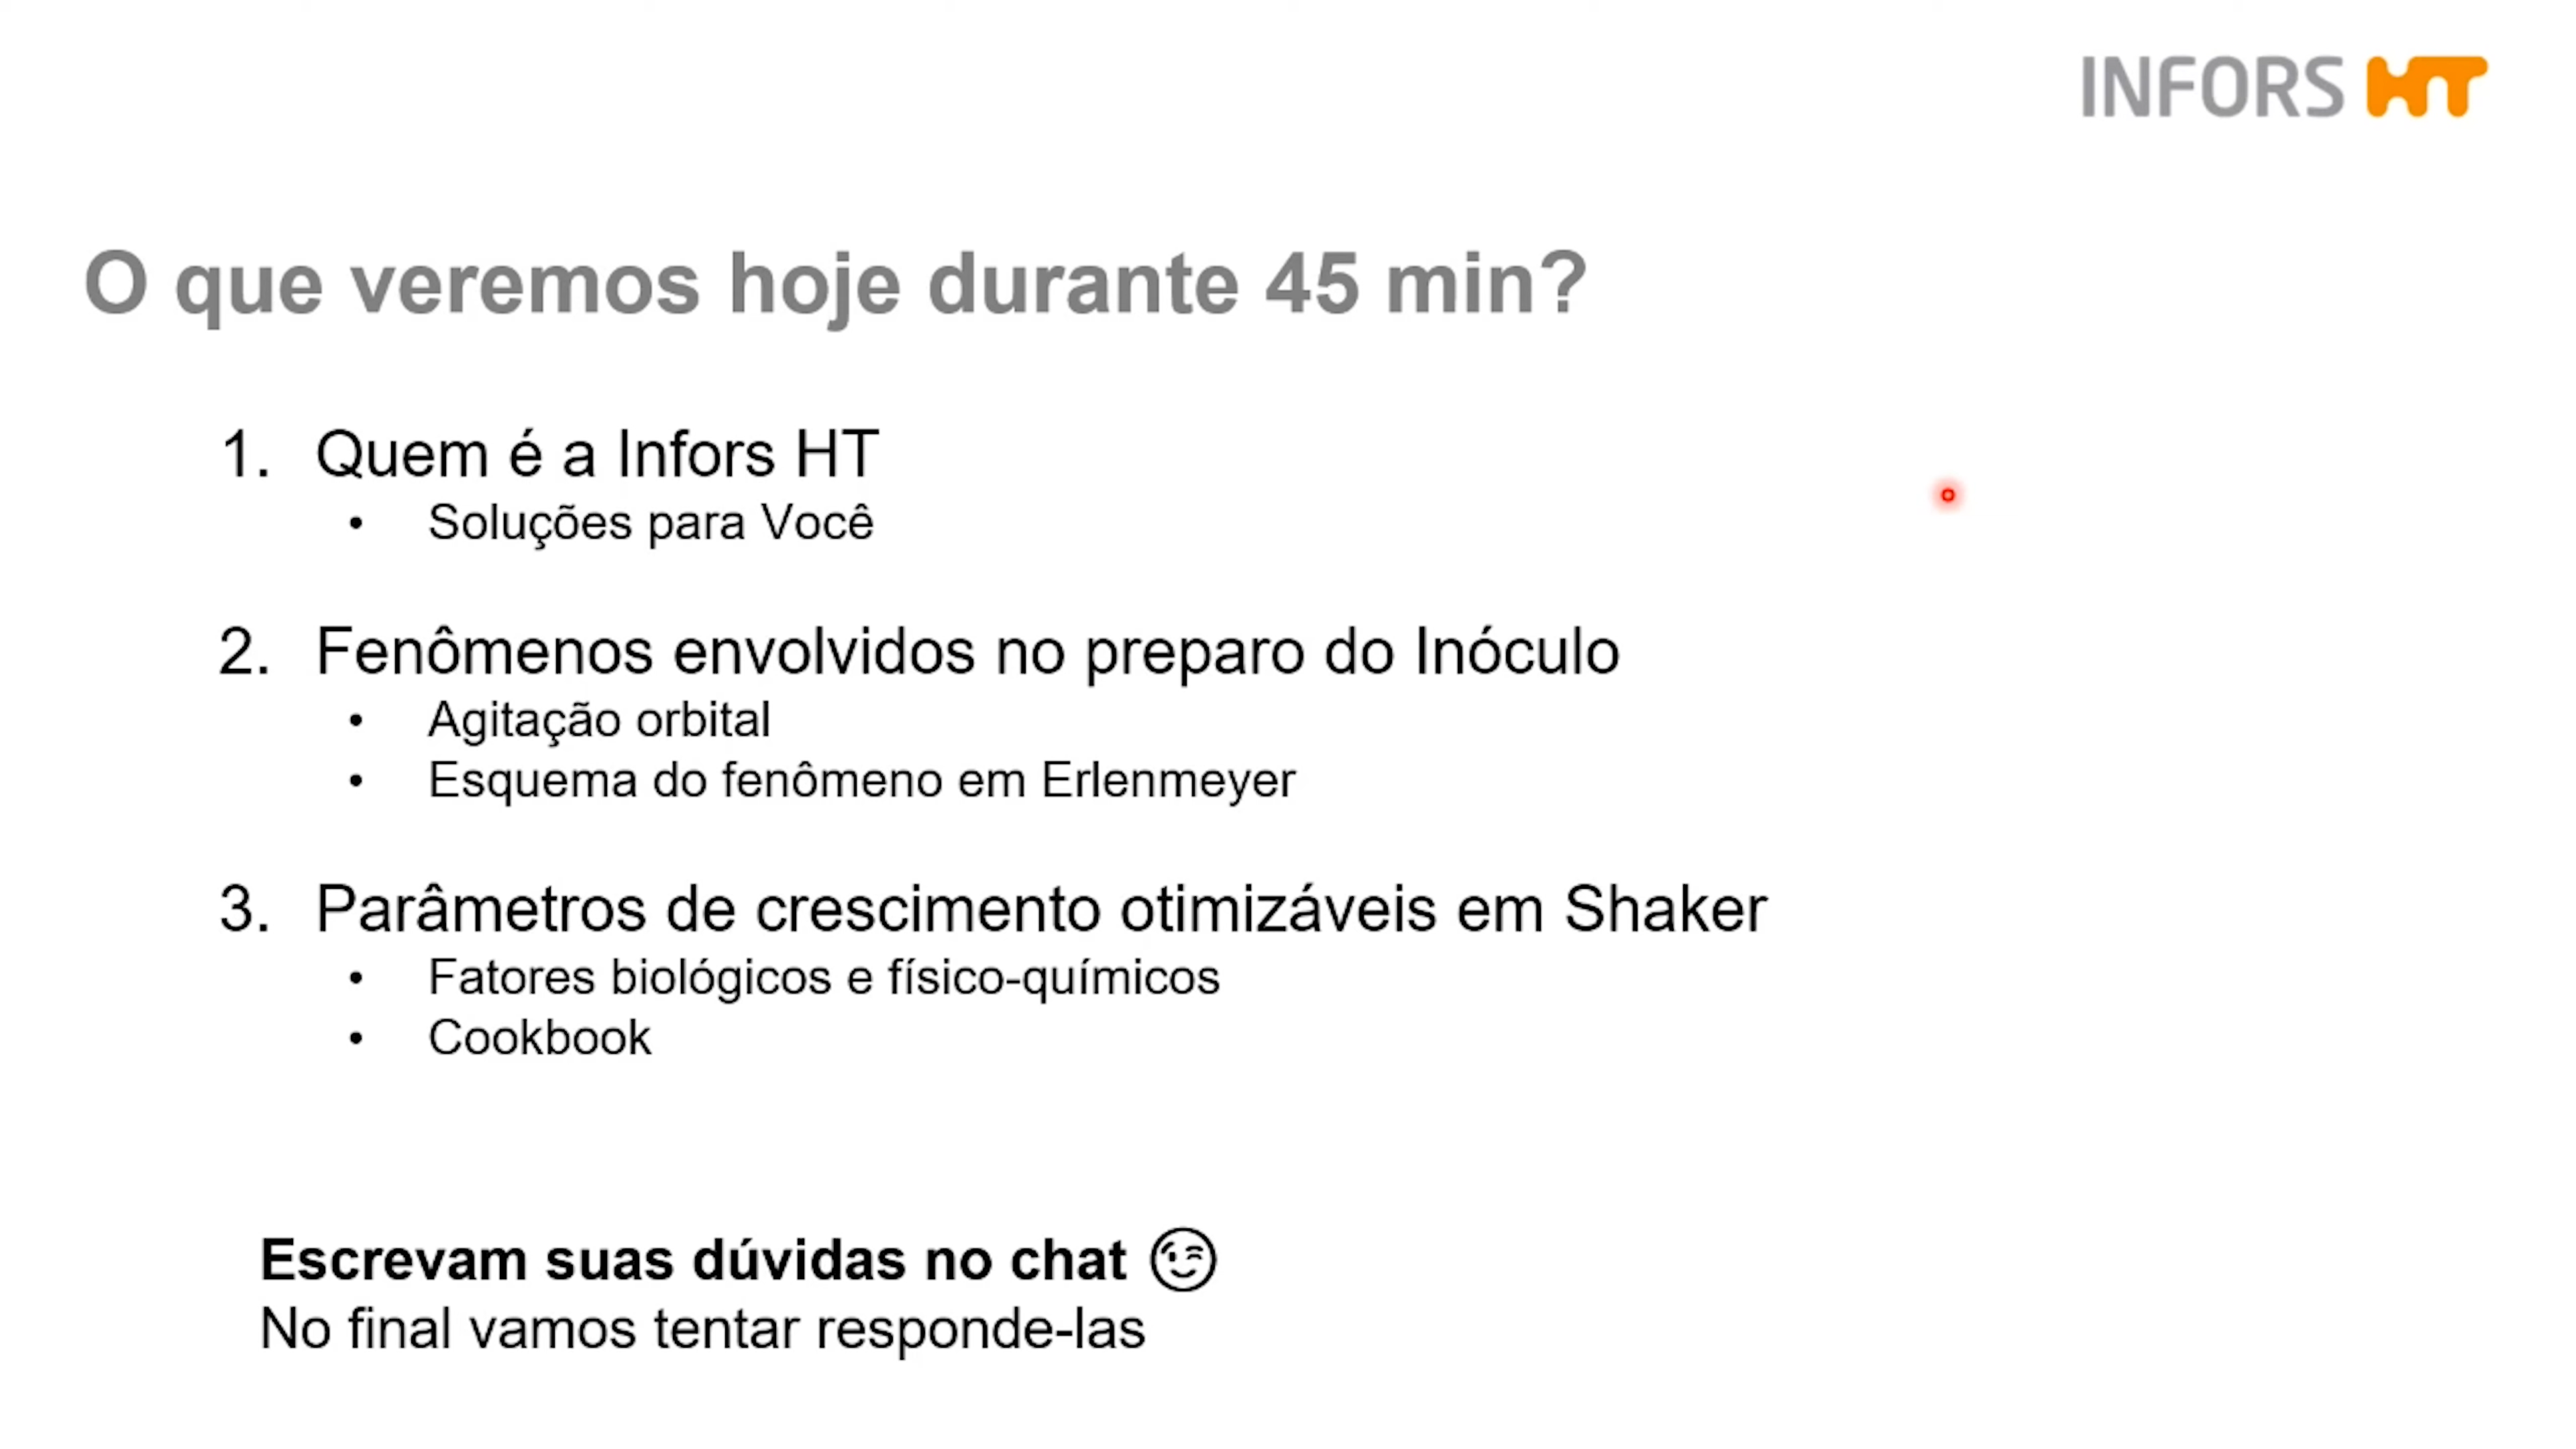 INFORS HT
O que veremos hoje durante 45 min?
1. Quem é a Infors HT
• Soluções para Você
2. Fenômenos envolvidos no preparo do Inóculo
• Agitação orbital
• Esquema do fenômeno em Erlenmeyer
3. Parâmetros de crescimento otimizáveis em Shaker
• Fatores biológicos e físico-químicos
• Cookbook
Escrevam suas dúvidas no chat 😉
No final vamos tentar responde-las